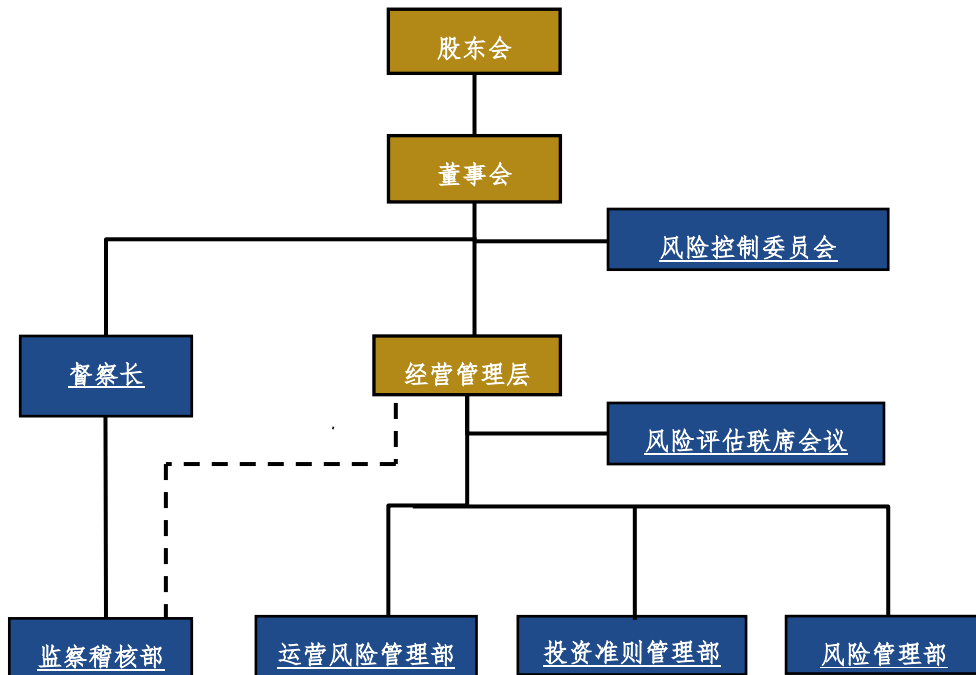 股东会
董事会
风险控制委员会
督察长
经营管理层
风险评估联席会议
监察稽核部
运营风险管理部
投资准则管理部
风险管理部